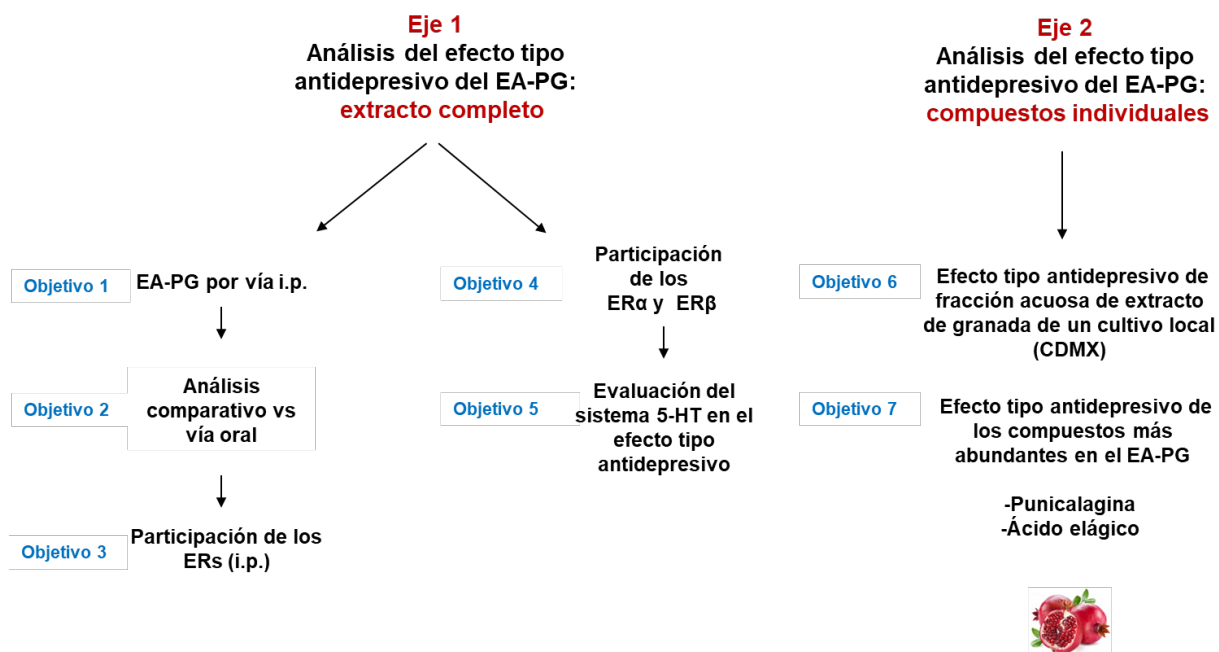 Eje 1
Análisis del efecto tipo
antidepresivo del EA-PG:
extracto completo
Objetivo 1
EA-PG por vía i.p.
Objetivo 2
Análisis
comparativo vs
vía oral
Objetivo 3
Participación de los
ERs (i.p.)
Objetivo 4
Participación
de los
ERα y ERβ
Objetivo 5
Evaluación del
sistema 5-HT en el
efecto tipo
antidepresivo
Eje 2
Análisis del efecto tipo
antidepresivo del EA-PG:
compuestos individuales
Objetivo 6
Efecto tipo antidepresivo de
fracción acuosa de extracto
de granada de un cultivo local
(CDMX)
Objetivo 7
Efecto tipo antidepresivo de
los compuestos más
abundantes en el EA-PG
-Punicalagina
-Ácido elágico